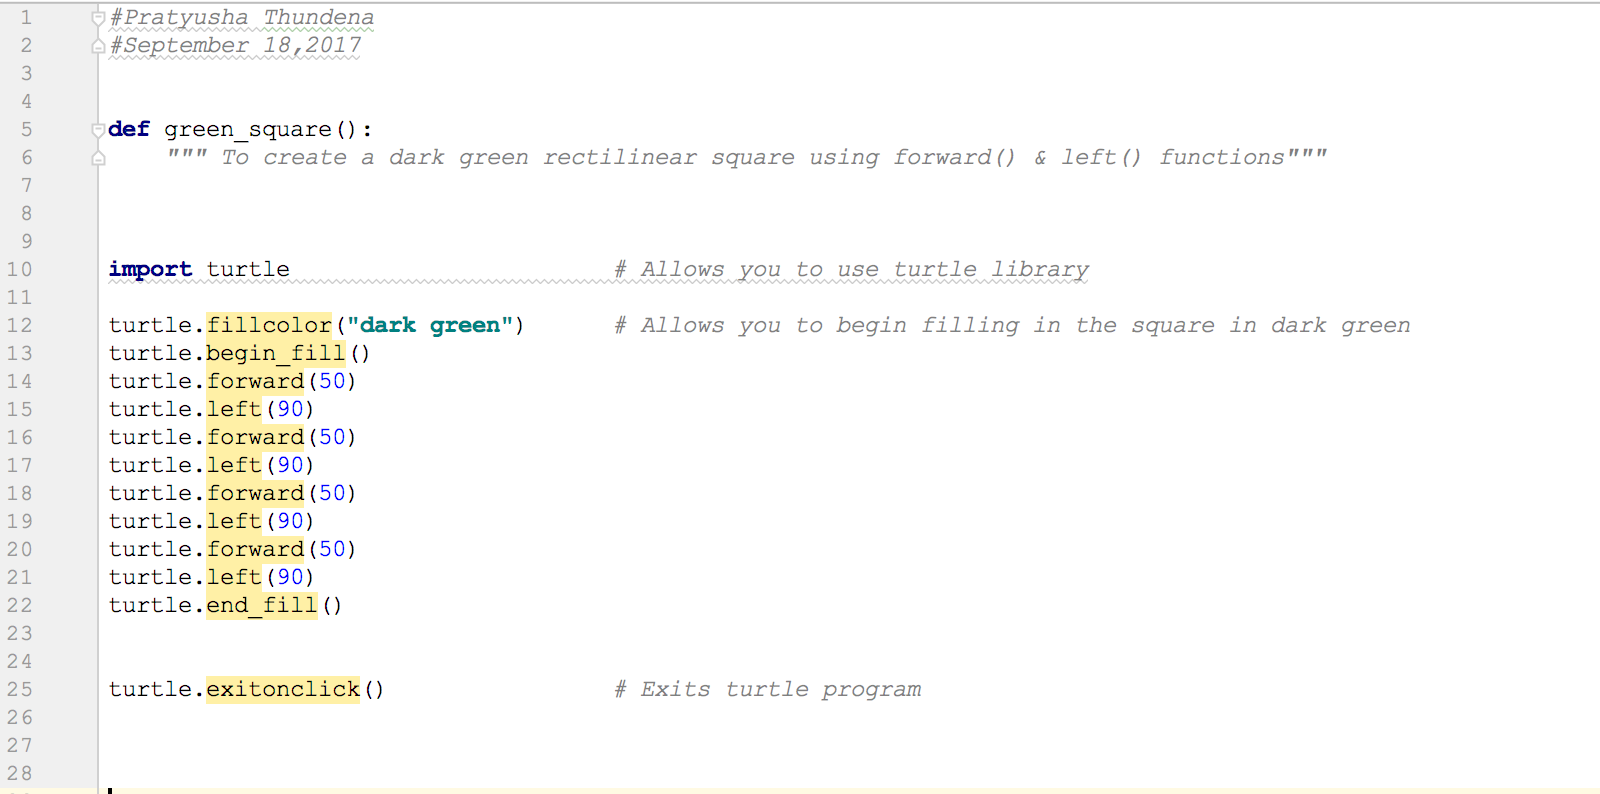 1 #Pratyusha Thundena
2 #September 18,2017
3
4
5 def green_square():
6 """ To create a dark green rectilinear square using forward() & left() functions"""
7
8
9
10 import turtle # Allows you to use turtle library
11
12 turtle.fillcolor("dark green") # Allows you to begin filling in the square in dark green
13 turtle.begin_fill()
14 turtle.forward(50)
15 turtle.left(90)
16 turtle.forward(50)
17 turtle.left(90)
18 turtle.forward(50)
19 turtle.left(90)
20 turtle.forward(50)
21 turtle.left(90)
22 turtle.end_fill()
23
24
25 turtle.exitonclick() # Exits turtle program
26
27
28